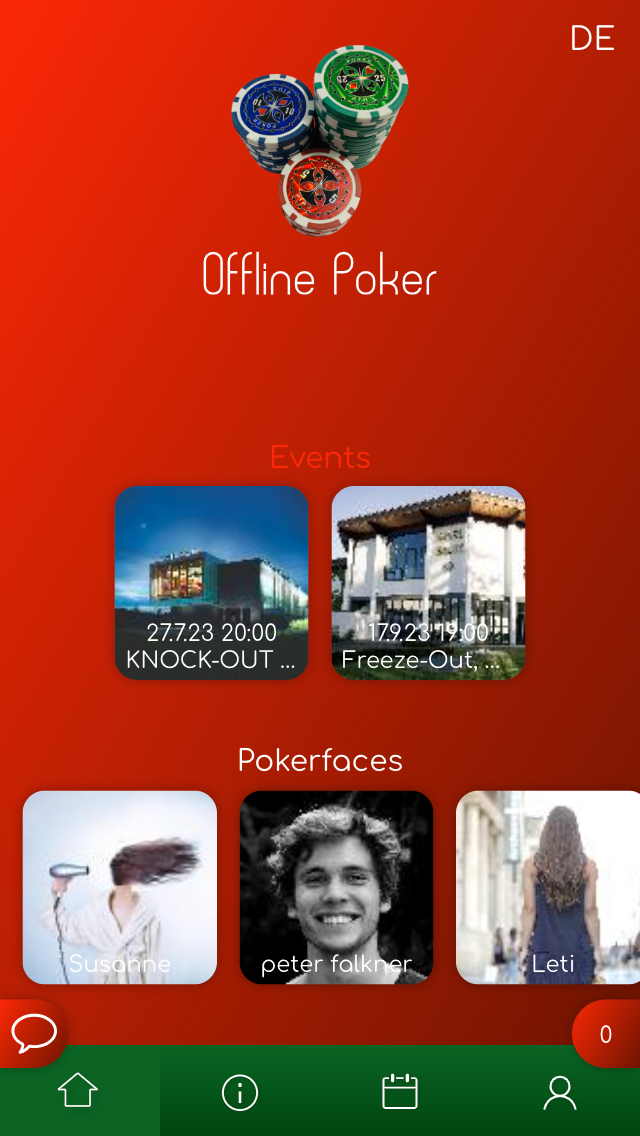 DE
Offline Poker
Events
27.7.23 20:00
KNOCK-OUT ...
17.9.23 19:00
Freeze-Out, ...
Pokerfaces
Susanne
peter falkner
Leti
0